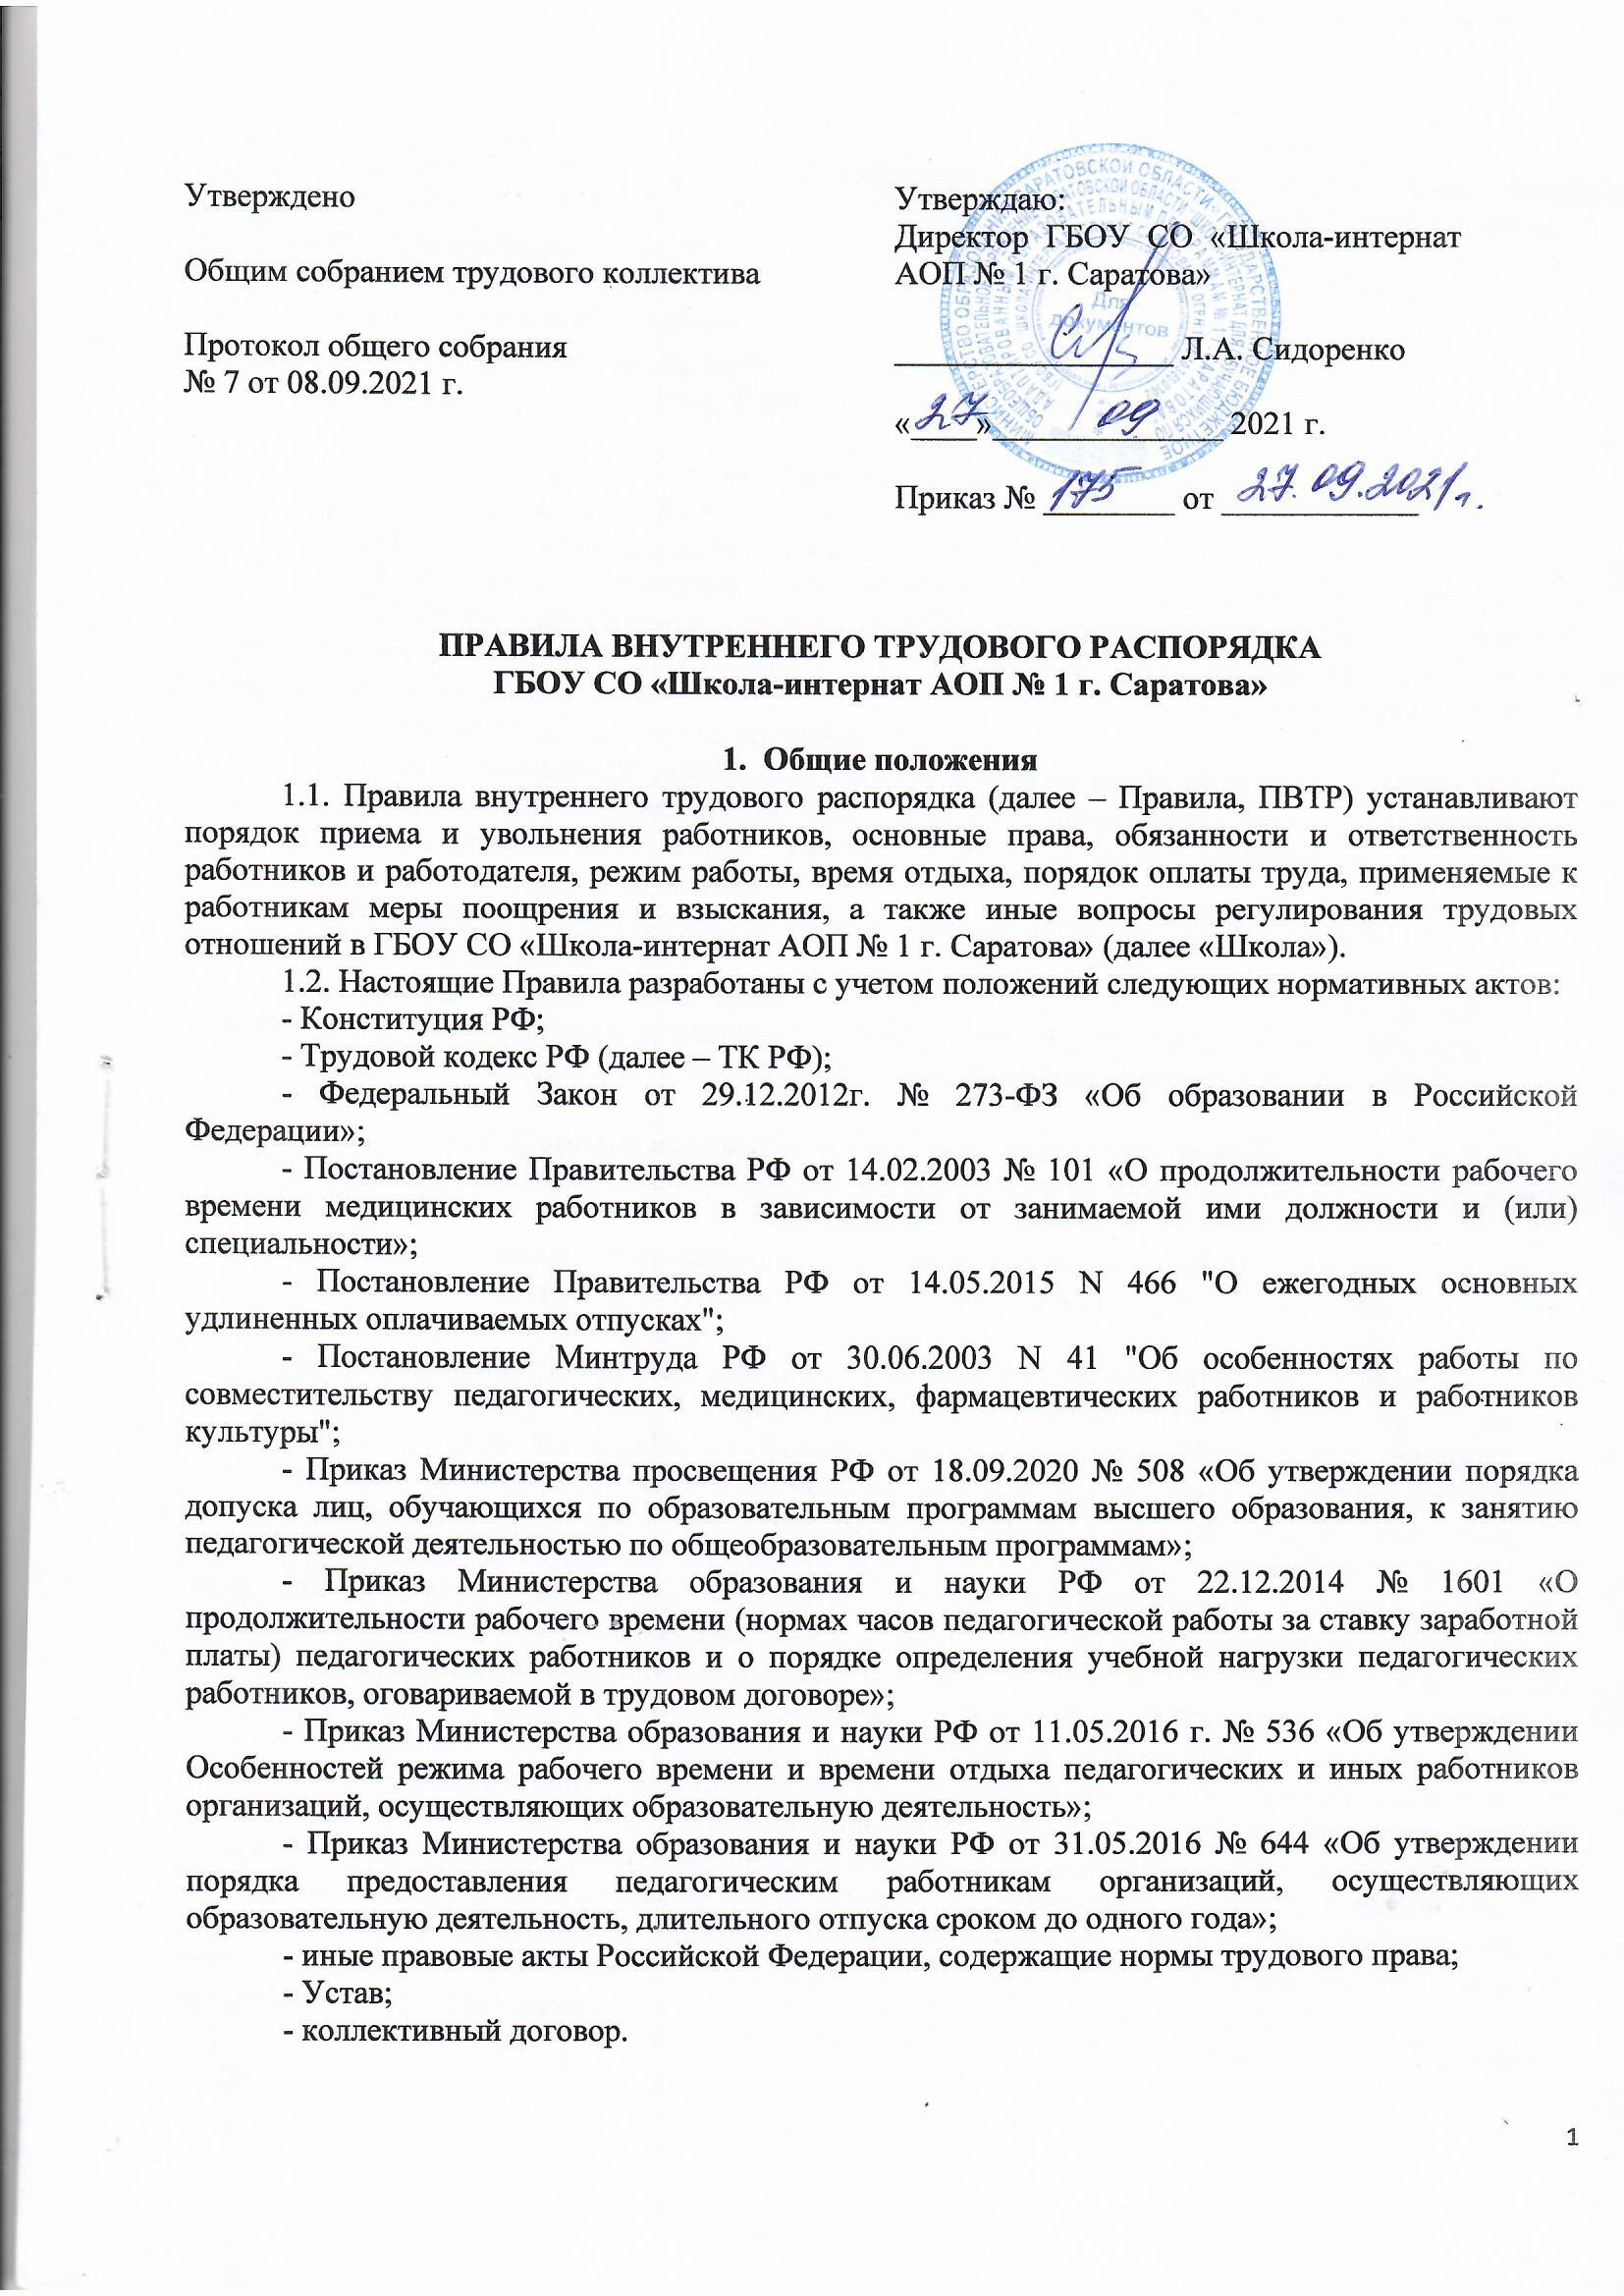 Утверждено
Общим собранием трудового коллектива
Протокол общего собрания
№ 7 от 08.09.2021 г.
Утверждаю:
Директор ГБОУ СО «Школа-интернат
АОП № 1 г. Саратова»
Для
документов
Л.А. Сидоренко
«27» 09 2021 г.
Приказ № 175 от 27.09.2021г.
ПРАВИЛА ВНУТРЕННЕГО ТРУДОВОГО РАСПОРЯДКА
ГБОУ СО «Школа-интернат АОП № 1 г. Саратова»
1. Общие положения
1.1. Правила внутреннего трудового распорядка (далее – Правила, ПВТР) устанавливают
порядок приема и увольнения работников, основные права, обязанности и ответственность
работников и работодателя, режим работы, время отдыха, порядок оплаты труда, применяемые к
работникам меры поощрения и взыскания, а также иные вопросы регулирования трудовых
отношений в ГБОУ СО «Школа-интернат АОП № 1 г. Саратова» (далее «Школа»).
1.2. Настоящие Правила разработаны с учетом положений следующих нормативных актов:
- Конституция РФ;
- Трудовой кодекс РФ (далее – ТК РФ);
- Федеральный Закон от 29.12.2012г. № 273-ФЗ «Об образовании в Российской
Федерации»;
- Постановление Правительства РФ от 14.02.2003 № 101 «О продолжительности рабочего
времени медицинских работников в зависимости от занимаемой ими должности и (или)
специальности»;
- Постановление Правительства РФ от 14.05.2015 N 466 "О ежегодных основных
удлиненных оплачиваемых отпусках";
- Постановление Минтруда РФ от 30.06.2003 N 41 "Об особенностях работы по
совместительству педагогических, медицинских, фармацевтических работников и работников
культуры";
- Приказ Министерства просвещения РФ от 18.09.2020 № 508 «Об утверждении порядка
допуска лиц, обучающихся по образовательным программам высшего образования, к занятию
педагогической деятельностью по общеобразовательным программам»;
- Приказ Министерства образования и науки РФ от 22.12.2014 № 1601 «О
продолжительности рабочего времени (нормах часов педагогической работы за ставку заработной
платы) педагогических работников и о порядке определения учебной нагрузки педагогических
работников, оговариваемой в трудовом договоре»;
- Приказ Министерства образования и науки РФ от 11.05.2016 г. № 536 «Об утверждении
Особенностей режима рабочего времени и времени отдыха педагогических и иных работников
организаций, осуществляющих образовательную деятельность»;
- Приказ Министерства образования и науки РФ от 31.05.2016 № 644 «Об утверждении
порядка предоставления педагогическим работникам организаций, осуществляющих
образовательную деятельность, длительного отпуска сроком до одного года»;
- иные правовые акты Российской Федерации, содержащие нормы трудового права;
- Устав;
- коллективный договор.
1